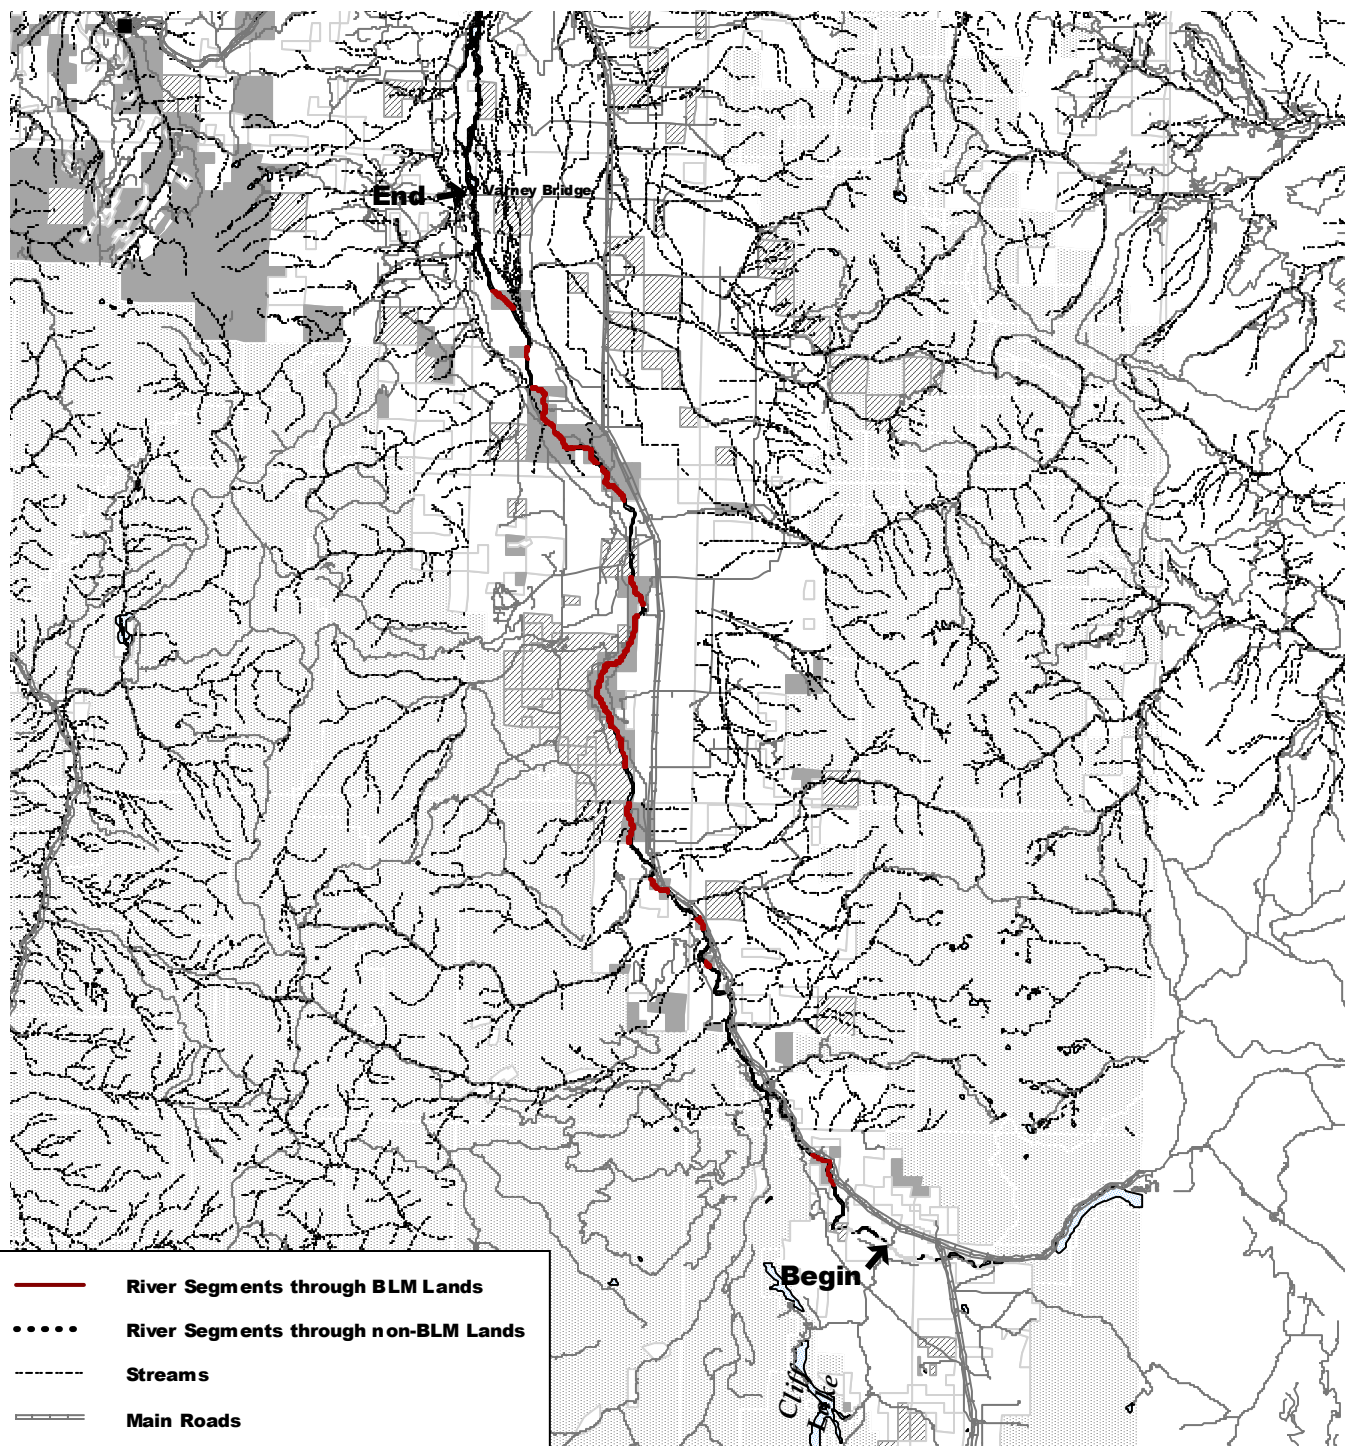 End
Varney Bridge
Begin
Cliff
Lake
River Segments through BLM Lands
River Segments through non-BLM Lands
Streams
Main Roads